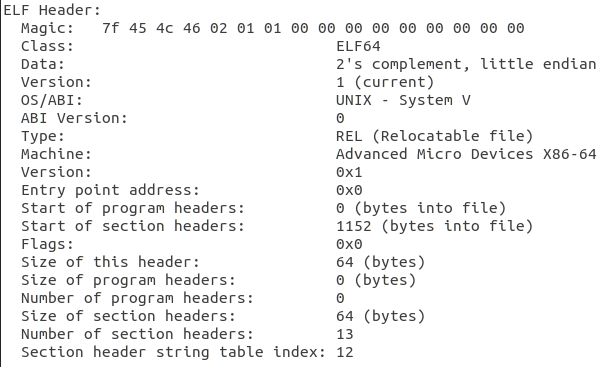 ELF Header:
  Magic:   7f 45 4c 46 02 01 01 00 00 00 00 00 00 00 00 00
  Class:                             ELF64
  Data:                              2's complement, little endian
  Version:                           1 (current)
  OS/ABI:                            UNIX - System V
  ABI Version:                       0
  Type:                              REL (Relocatable file)
  Machine:                           Advanced Micro Devices X86-64
  Version:                           0x1
  Entry point address:               0x0
  Start of program headers:          0 (bytes into file)
  Start of section headers:          1152 (bytes into file)
  Flags:                             0x0
  Size of this header:               64 (bytes)
  Size of program headers:           0 (bytes)
  Number of program headers:         0
  Size of section headers:           64 (bytes)
  Number of section headers:         13
  Section header string table index: 12